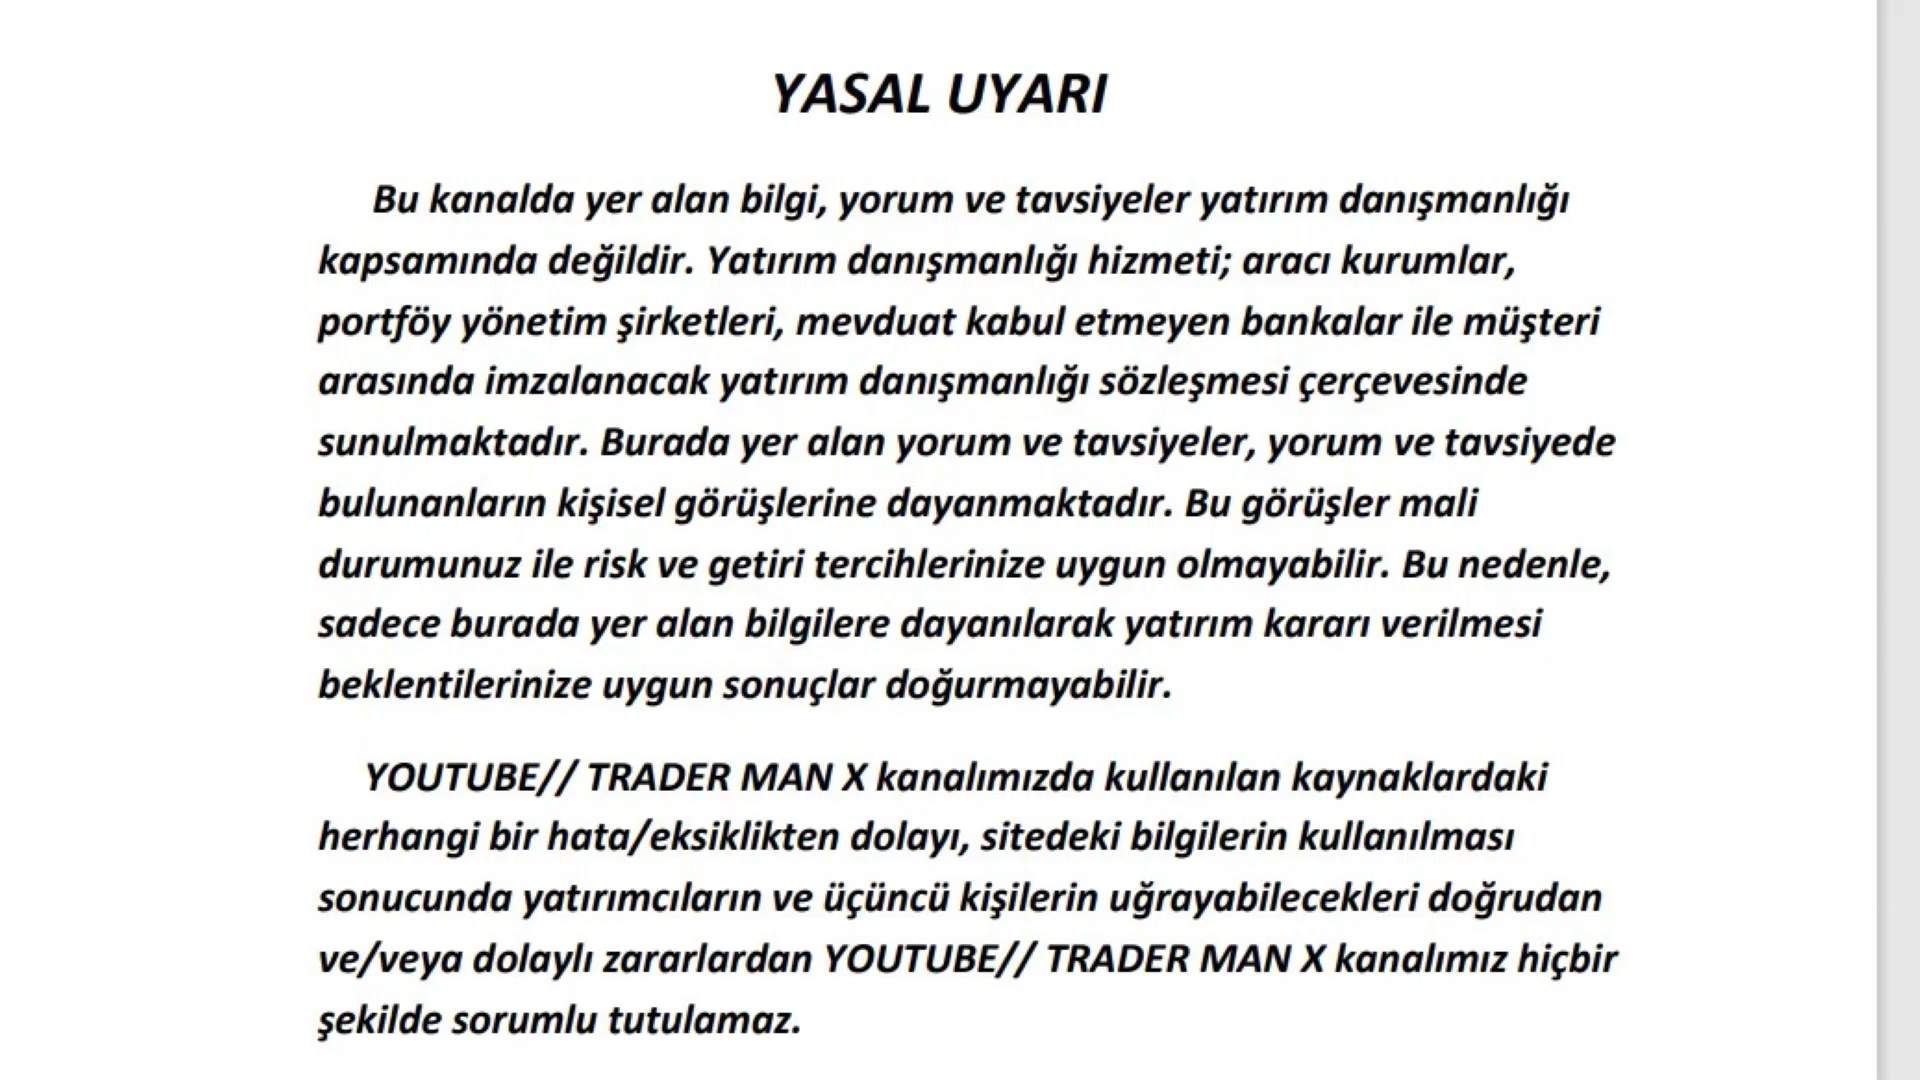 YASAL UYARI
Bu kanalda yer alan bilgi, yorum ve tavsiyeler yatırım danışmanlığı
kapsamında değildir. Yatırım danışmanlığı hizmeti; aracı kurumlar,
portföy yönetim şirketleri, mevduat kabul etmeyen bankalar ile müşteri
arasında imzalanacak yatırım danışmanlığı sözleşmesi çerçevesinde
sunulmaktadır. Burada yer alan yorum ve tavsiyeler, yorum ve tavsiyede
bulunanların kişisel görüşlerine dayanmaktadır. Bu görüşler mali
durumunuz ile risk ve getiri tercihlerinize uygun olmayabilir. Bu nedenle,
sadece burada yer alan bilgilere dayanılarak yatırım kararı verilmesi
beklentilerinize uygun sonuçlar doğurmayabilir.
YOUTUBE// TRADER MAN X kanalımızda kullanılan kaynaklardaki
herhangi bir hata/eksiklikten dolayı, sitedeki bilgilerin kullanılması
sonucunda yatırımcıların ve üçüncü kişilerin uğrayabilecekleri doğrudan
ve/veya dolaylı zararlardan YOUTUBE// TRADER MAN X kanalımız hiçbir
şekilde sorumlu tutulamaz.